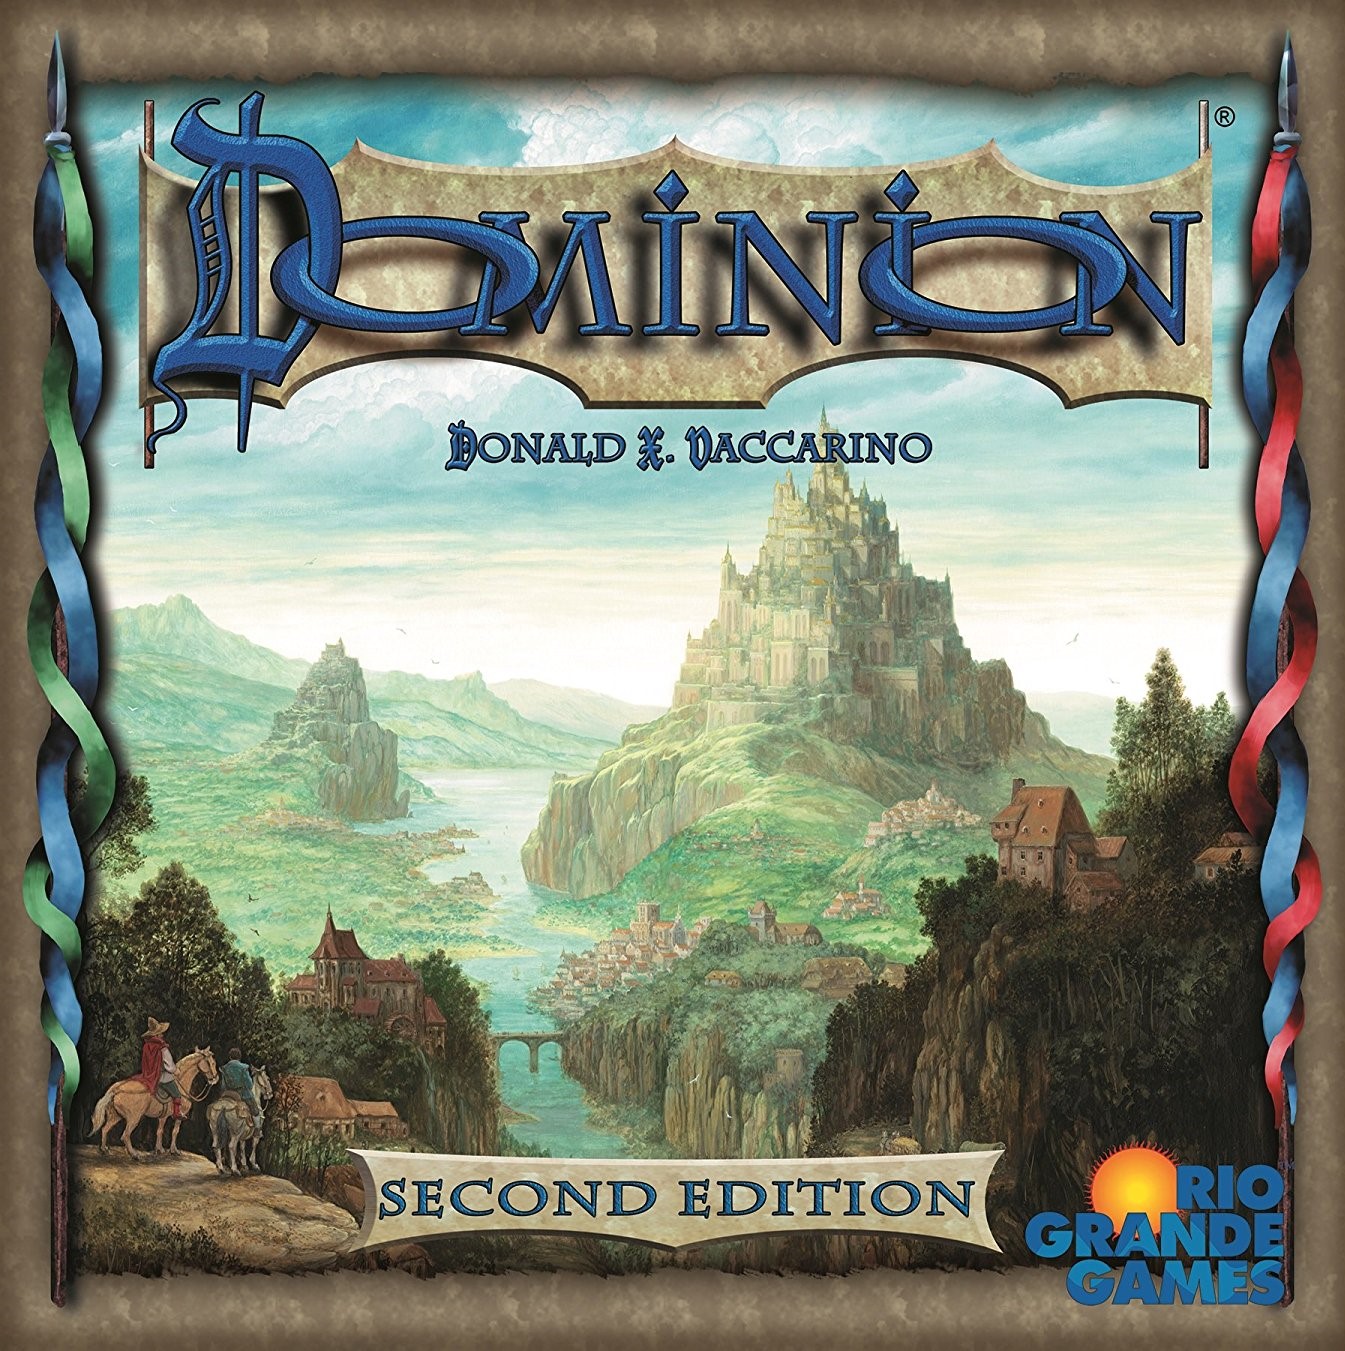 DOMINION
®
DONALD X. VACCARINO
SECOND EDITION
RIO
GRANDE
GAMES